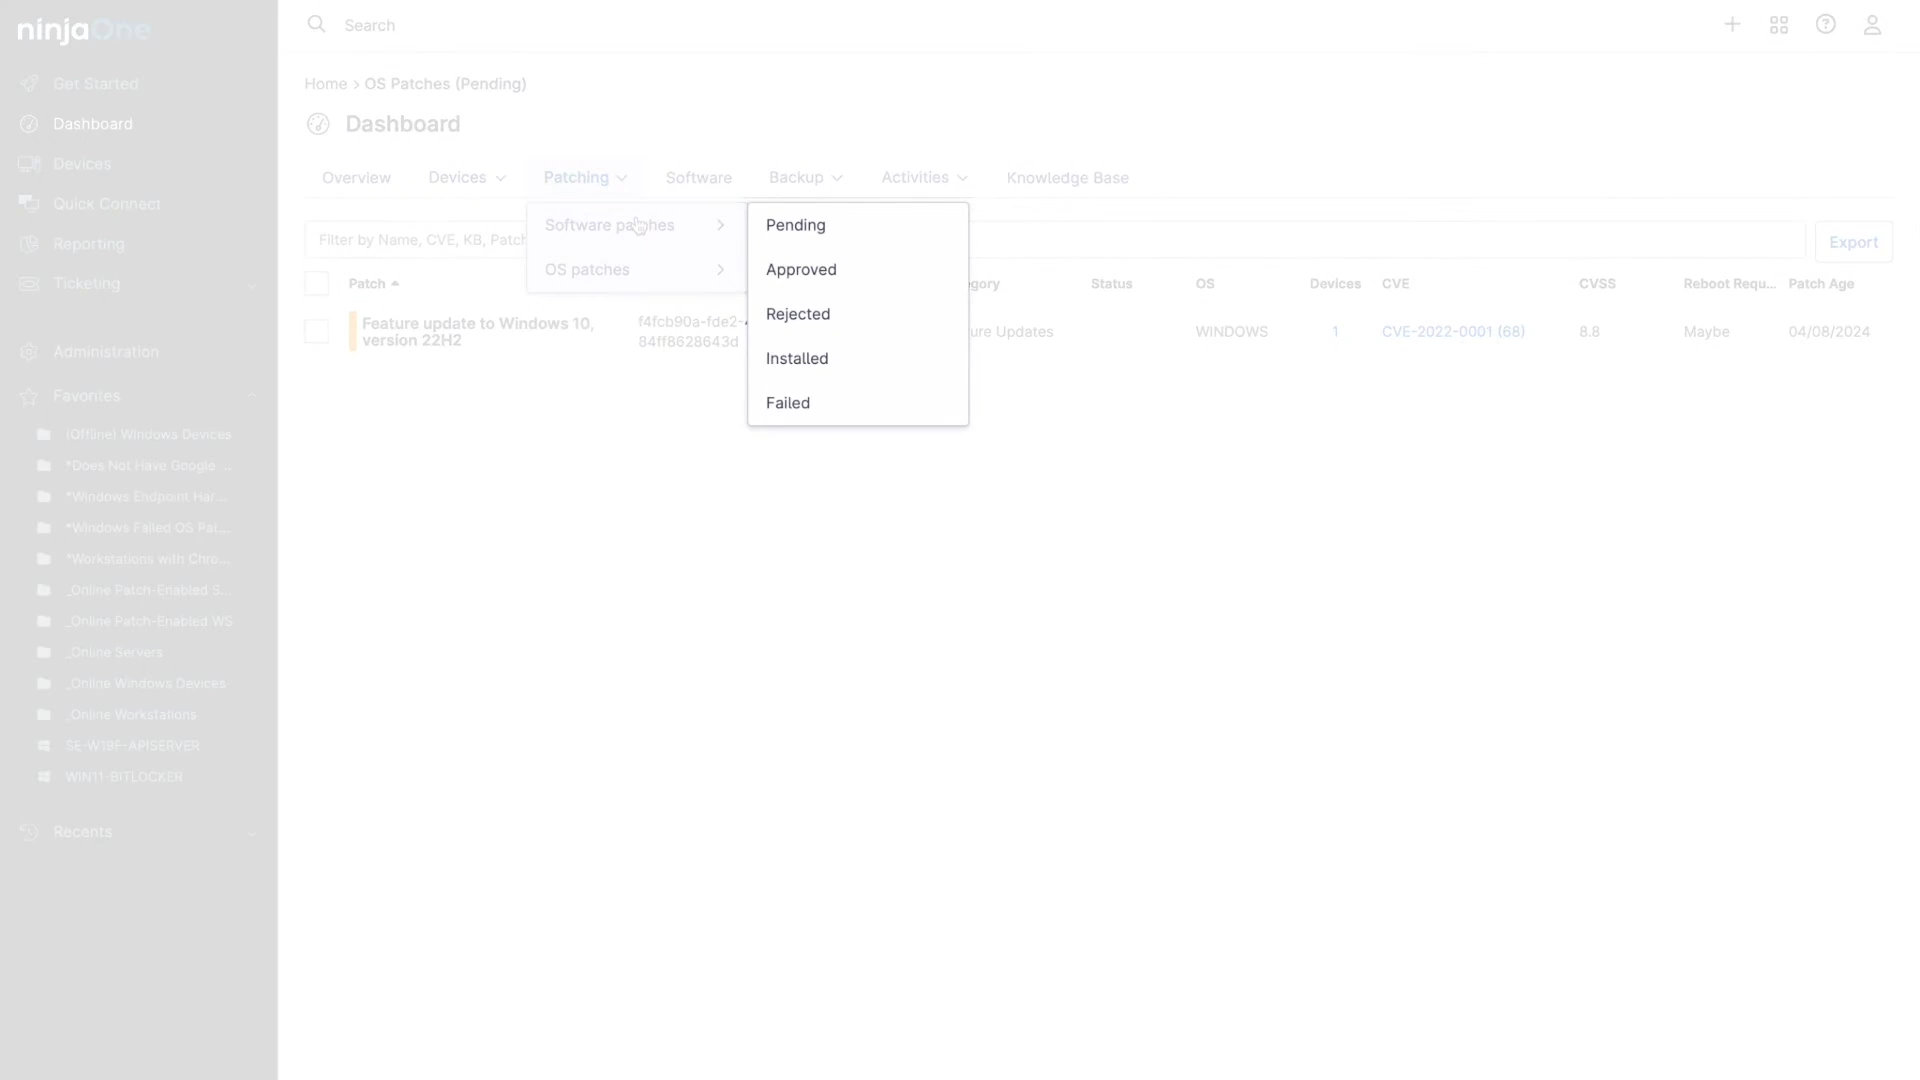 ninjaOne
Search
Get Started
Dashboard
Devices
Quick Connect
Reporting
Ticketing
Administration
Favorites
(Offline) Windows Devices
*Does Not Have Google ...
*Windows Endpoint Har...
*Windows Failed OS Pat...
*Workstations with Chro...
_Online Patch-Enabled S...
_Online Patch-Enabled WS
_Online Servers
_Online Windows Devices
_Online Workstations
SE-W19F-APISERVER
WIN11-BITLOCKER
Recents
Home > OS Patches (Pending)
Dashboard
Overview Devices Patching Software Backup Activities Knowledge Base
Software patches
OS patches
Pending
Approved
Rejected
Installed
Failed
Filter by Name, CVE, KB, Patch
Export
Patch Status OS Devices CVE CVSS Reboot Requ... Patch Age
Feature update to Windows 10, version 22H2
f4fcb90a-fde2-
84ff8628643d
Updates WINDOWS 1 CVE-2022-0001 (68) 8.8 Maybe 04/08/2024